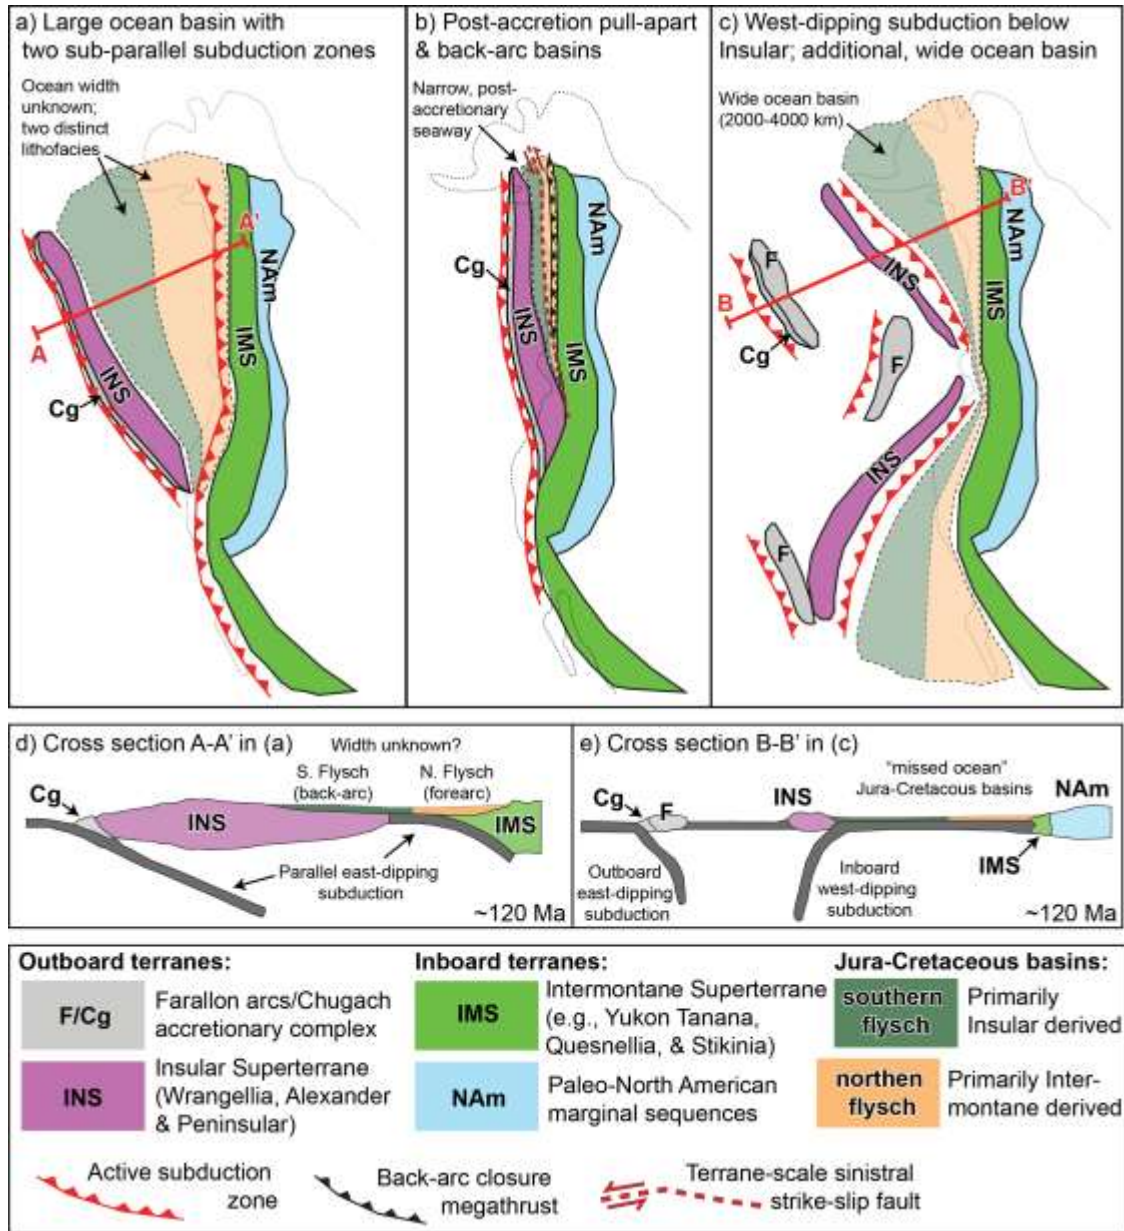 a) Large ocean basin with
two sub-parallel subduction zones
Ocean width
unknown;
two distinct
lithofacies
A'
NAm
A
INS
IMS
Cg
b) Post-accretion pull-apart
& back-arc basins
Narrow, post-
accretionary
seaway
NAm
Cg
INS
IMS
c) West-dipping subduction below
Insular; additional, wide ocean basin
Wide ocean basin
(2000-4000 km)
B'
NAm
F
INS
IMS
B
Cg
F
INS
F
d) Cross section A-A' in (a)
Width unknown?
S. Flysch
(back-arc)
N. Flysch
(forearc)
Cg
INS
IMS
Parallel east-dipping
subduction
~120 Ma
e) Cross section B-B' in (c)
"missed ocean"
Jura-Cretacous basins
NAm
Cg
F
INS
IMS
Outboard
east-dipping
subduction
Inboard
west-dipping
subduction
~120 Ma
Outboard terranes:
F/Cg
Farallon arcs/Chugach
accretionary complex
INS
Insular Superterrane
(Wrangellia, Alexander
& Peninsular)
Inboard terranes:
IMS
Intermontane Superterrane
(e.g., Yukon Tanana,
Quesnellia, & Stikinia)
NAm
Paleo-North American
marginal sequences
Jura-Cretaceous basins:
southern
flysch
Primarily
Insular derived
northen
flysch
Primarily Inter-
montane derived
Active subduction
zone
Back-arc closure
megathrust
Terrane-scale sinistral
strike-slip fault